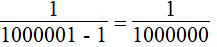 1/(1000001 - 1) = 1/1000000